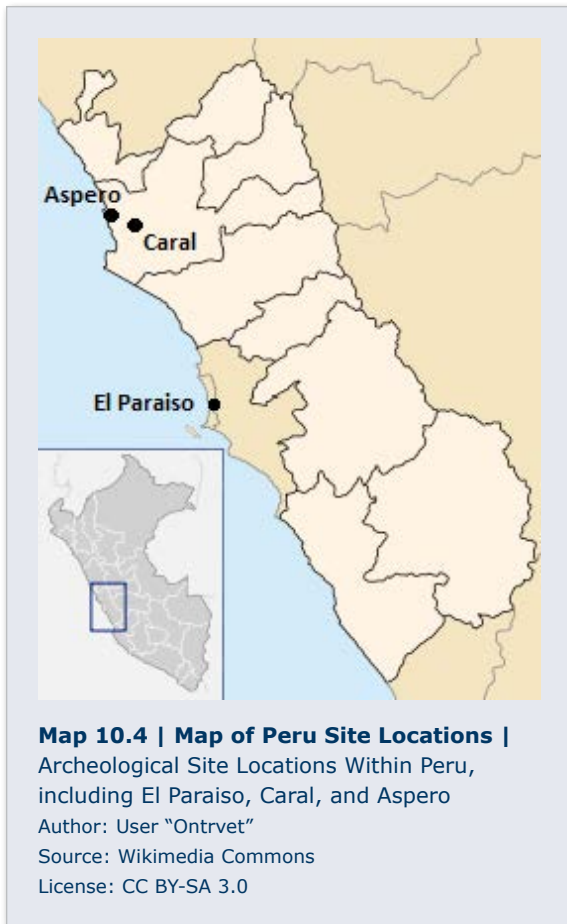 Aspero
Caral
El Paraiso
Map 10.4 | Map of Peru Site Locations |
Archeological Site Locations Within Peru,
including El Paraiso, Caral, and Aspero
Author: User “Ontrvet”
Source: Wikimedia Commons
License: CC BY-SA 3.0